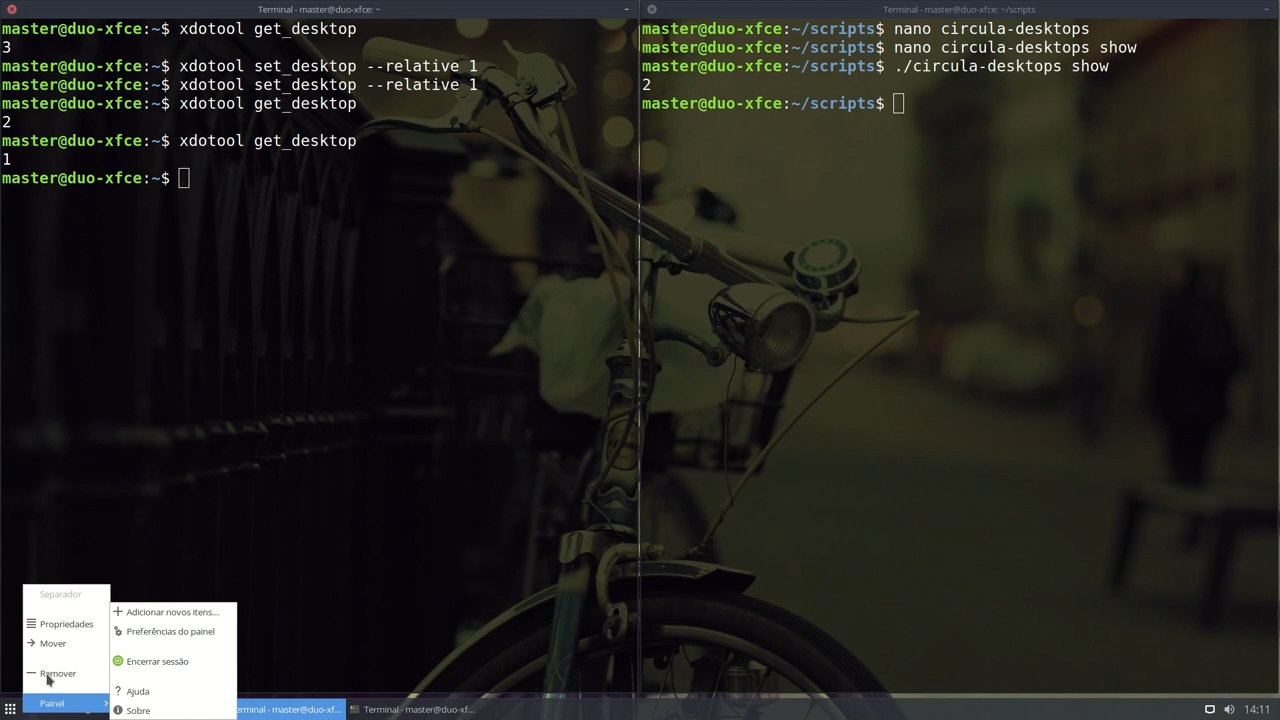 Terminal - master@duo-xfce: ~
master@duo-xfce:~$ xdotool get_desktop
3
master@duo-xfce:~$ xdotool set_desktop --relative 1
master@duo-xfce:~$ xdotool set_desktop --relative 1
master@duo-xfce:~$ xdotool get_desktop
2
master@duo-xfce:~$ xdotool get_desktop
1
master@duo-xfce:~$
Terminal - master@duo-xfce: ~/scripts
master@duo-xfce:~/scripts$ nano circula-desktops
master@duo-xfce:~/scripts$ nano circula-desktops show
master@duo-xfce:~/scripts$ ./circula-desktops show
2
master@duo-xfce:~/scripts$
Separador
Propriedades
Mover
Remover
Painel
Adicionar novos itens...
Preferências do painel
Encerrar sessão
Ajuda
Sobre
erminal - master@duo-xf...
Terminal - master@duo-xf...
14:11